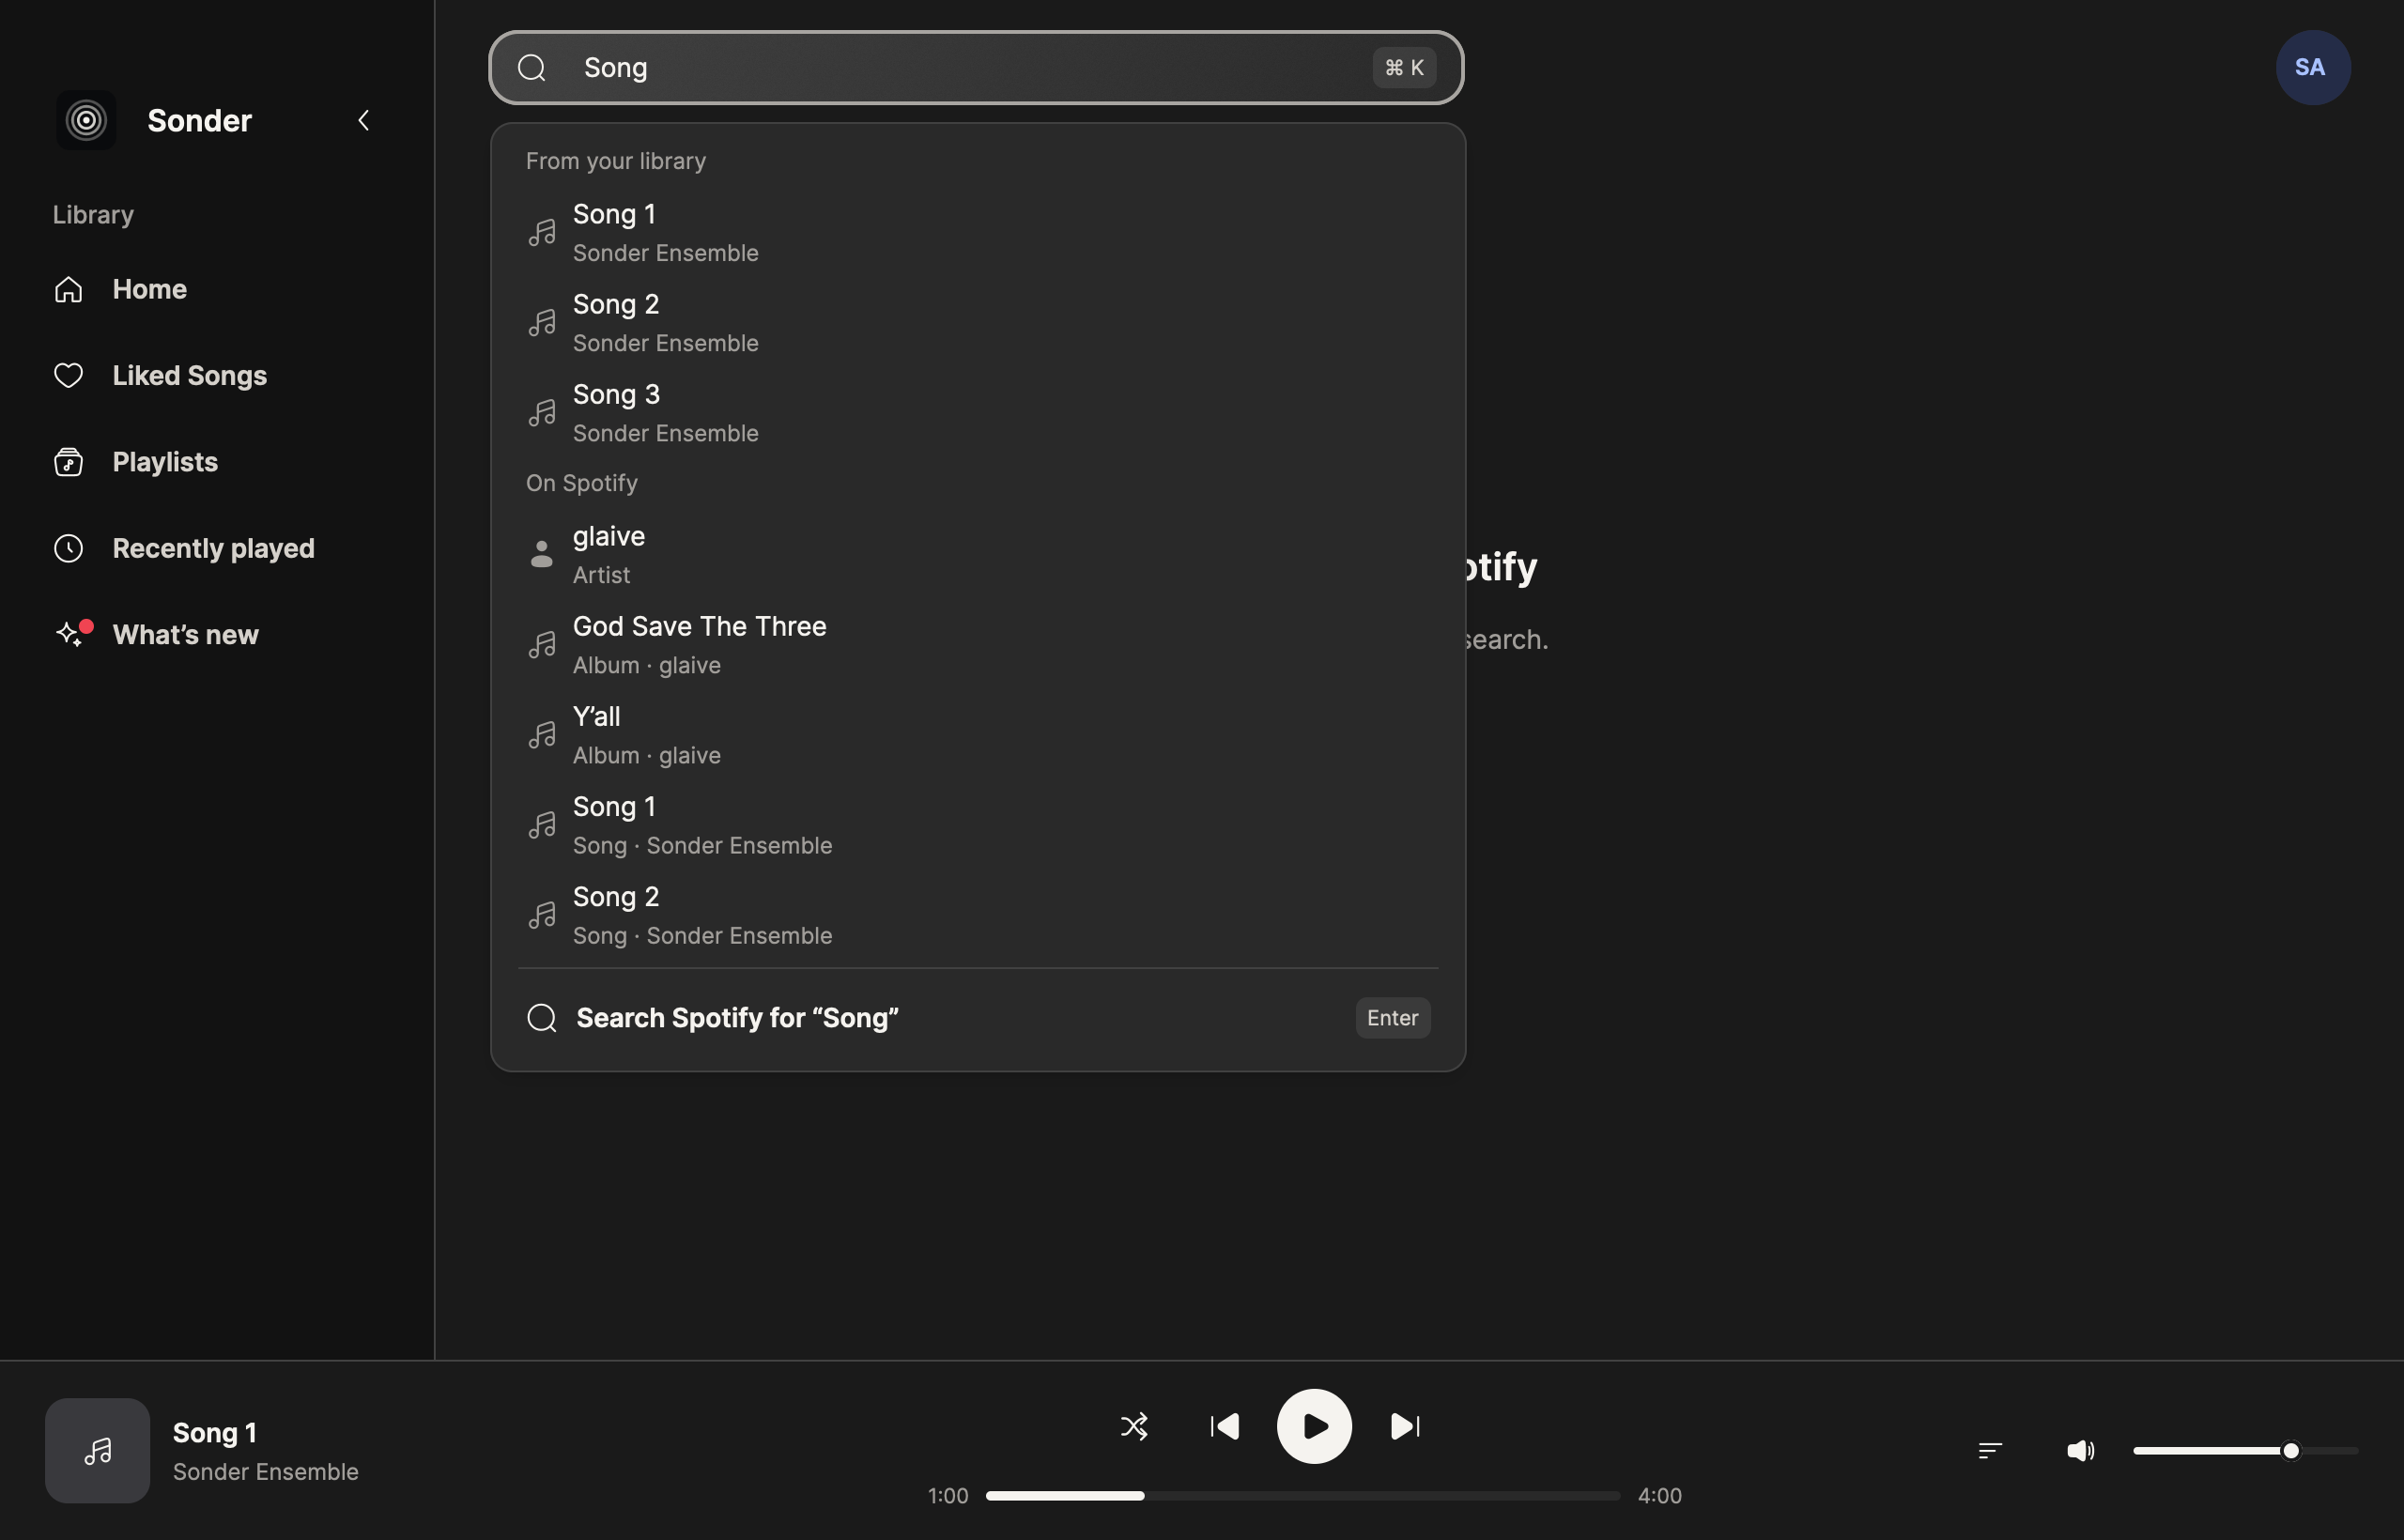 Song
⌘ K
SA
Sonder
Library
Home
Liked Songs
Playlists
Recently played
What’s new
From your library
Song 1
Sonder Ensemble
Song 2
Sonder Ensemble
Song 3
Sonder Ensemble
On Spotify
glaive
Artist
God Save The Three
Album · glaive
Y’all
Album · glaive
Song 1
Song · Sonder Ensemble
Song 2
Song · Sonder Ensemble
Search Spotify for “Song”
Enter
search.
Song 1
Sonder Ensemble
1:00
4:00